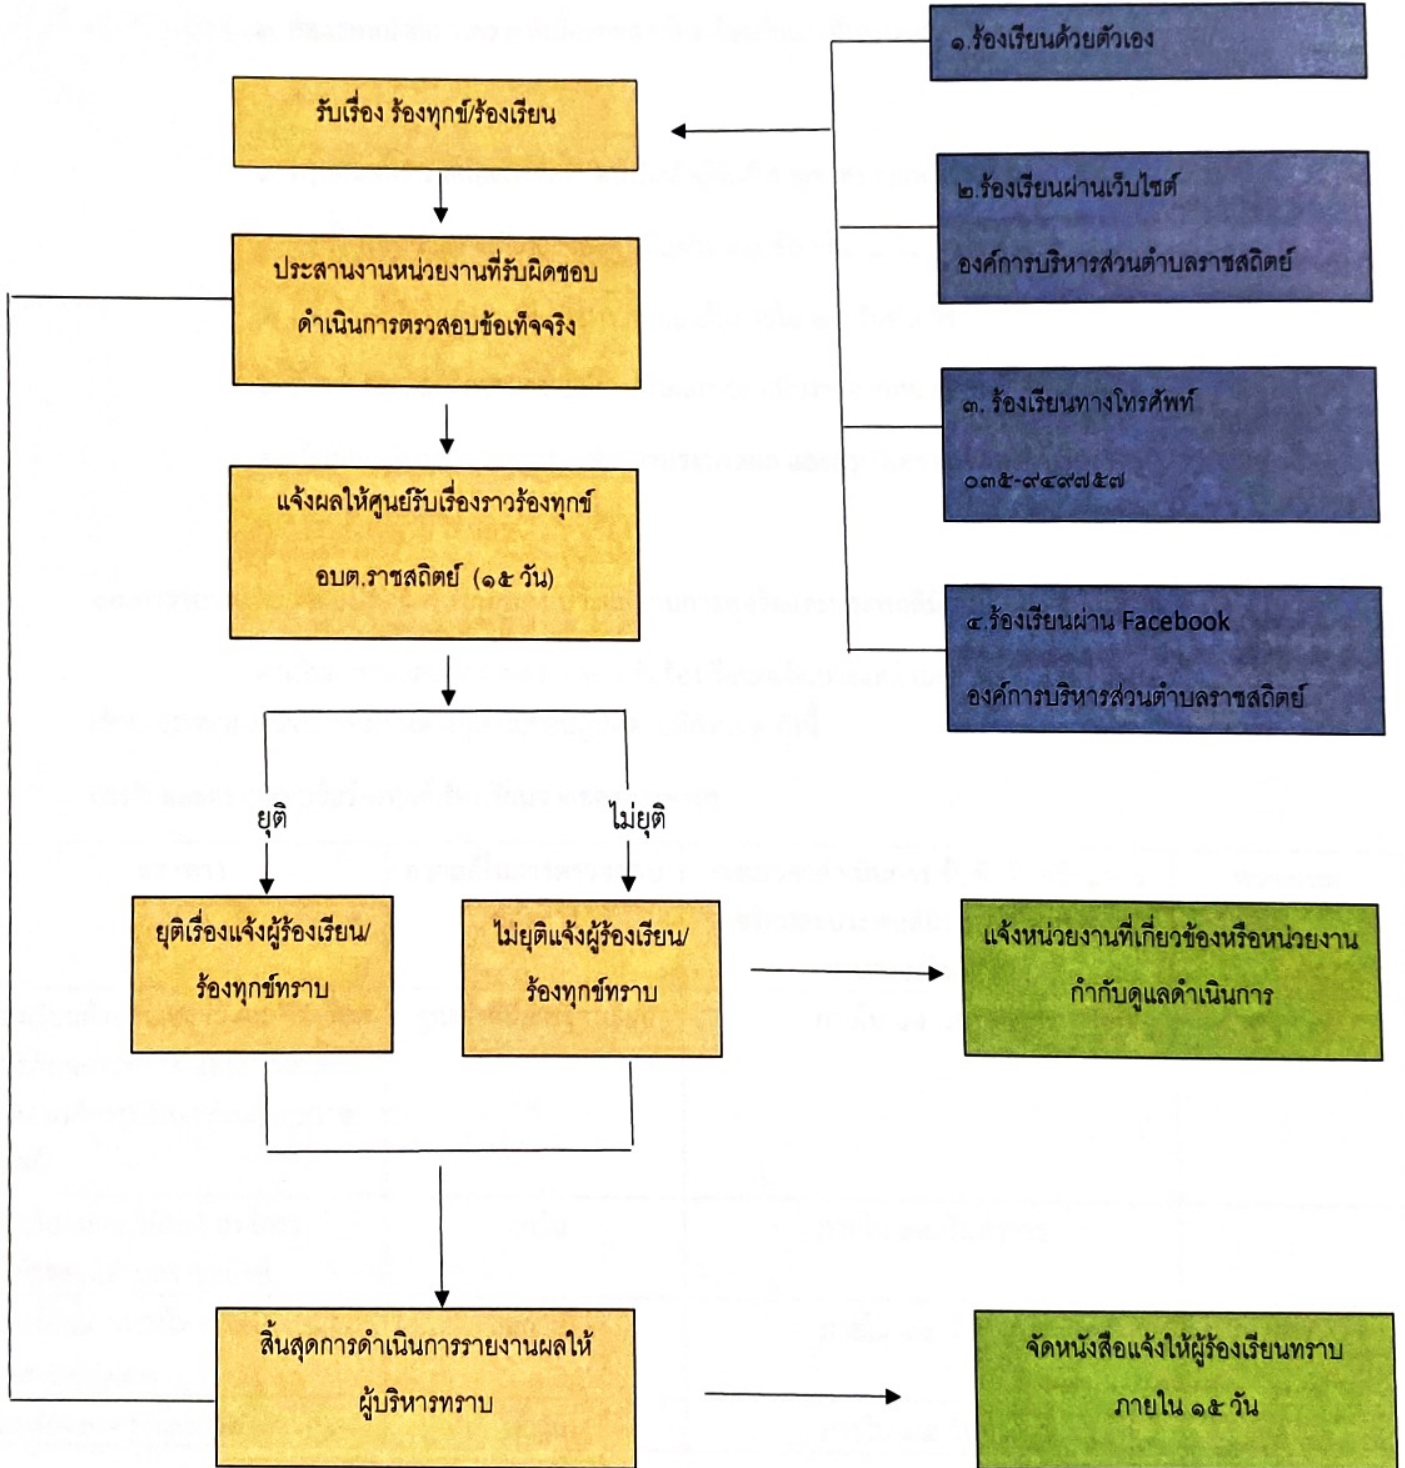 ๑.ร้องเรียนด้วยตัวเอง
รับเรื่อง ร้องทุกข์/ร้องเรียน
๒.ร้องเรียนผ่านเว็บไซต์
องค์การบริหารส่วนตำบลราชสถิตย์
ประสานงานหน่วยงานที่รับผิดชอบ
ดำเนินการตรวสอบข้อเท็จจริง
๓. ร้องเรียนทางโทรศัพท์
๐๓๕-๙๔๙๗๕๗
แจ้งผลให้ศูนย์รับเรื่องราวร้องทุกข์
อบต.ราชสถิตย์ (๑๕ วัน)
๔.ร้องเรียนผ่าน Facebook
องค์การบริหารส่วนตำบลราชสถิตย์
ยุติ
ไม่ยุติ
ยุติเรื่องแจ้งผู้ร้องเรียน/
ร้องทุกข์ทราบ
ไม่ยุติแจ้งผู้ร้องเรียน/
ร้องทุกข์ทราบ
แจ้งหน่วยงานที่เกี่ยวข้องหรือหน่วยงาน
กำกับดูแลดำเนินการ
สิ้นสุดการดำเนินการรายงานผลให้
ผู้บริหารทราบ
จัดหนังสือแจ้งให้ผู้ร้องเรียนทราบ
ภายใน ๑๕ วัน